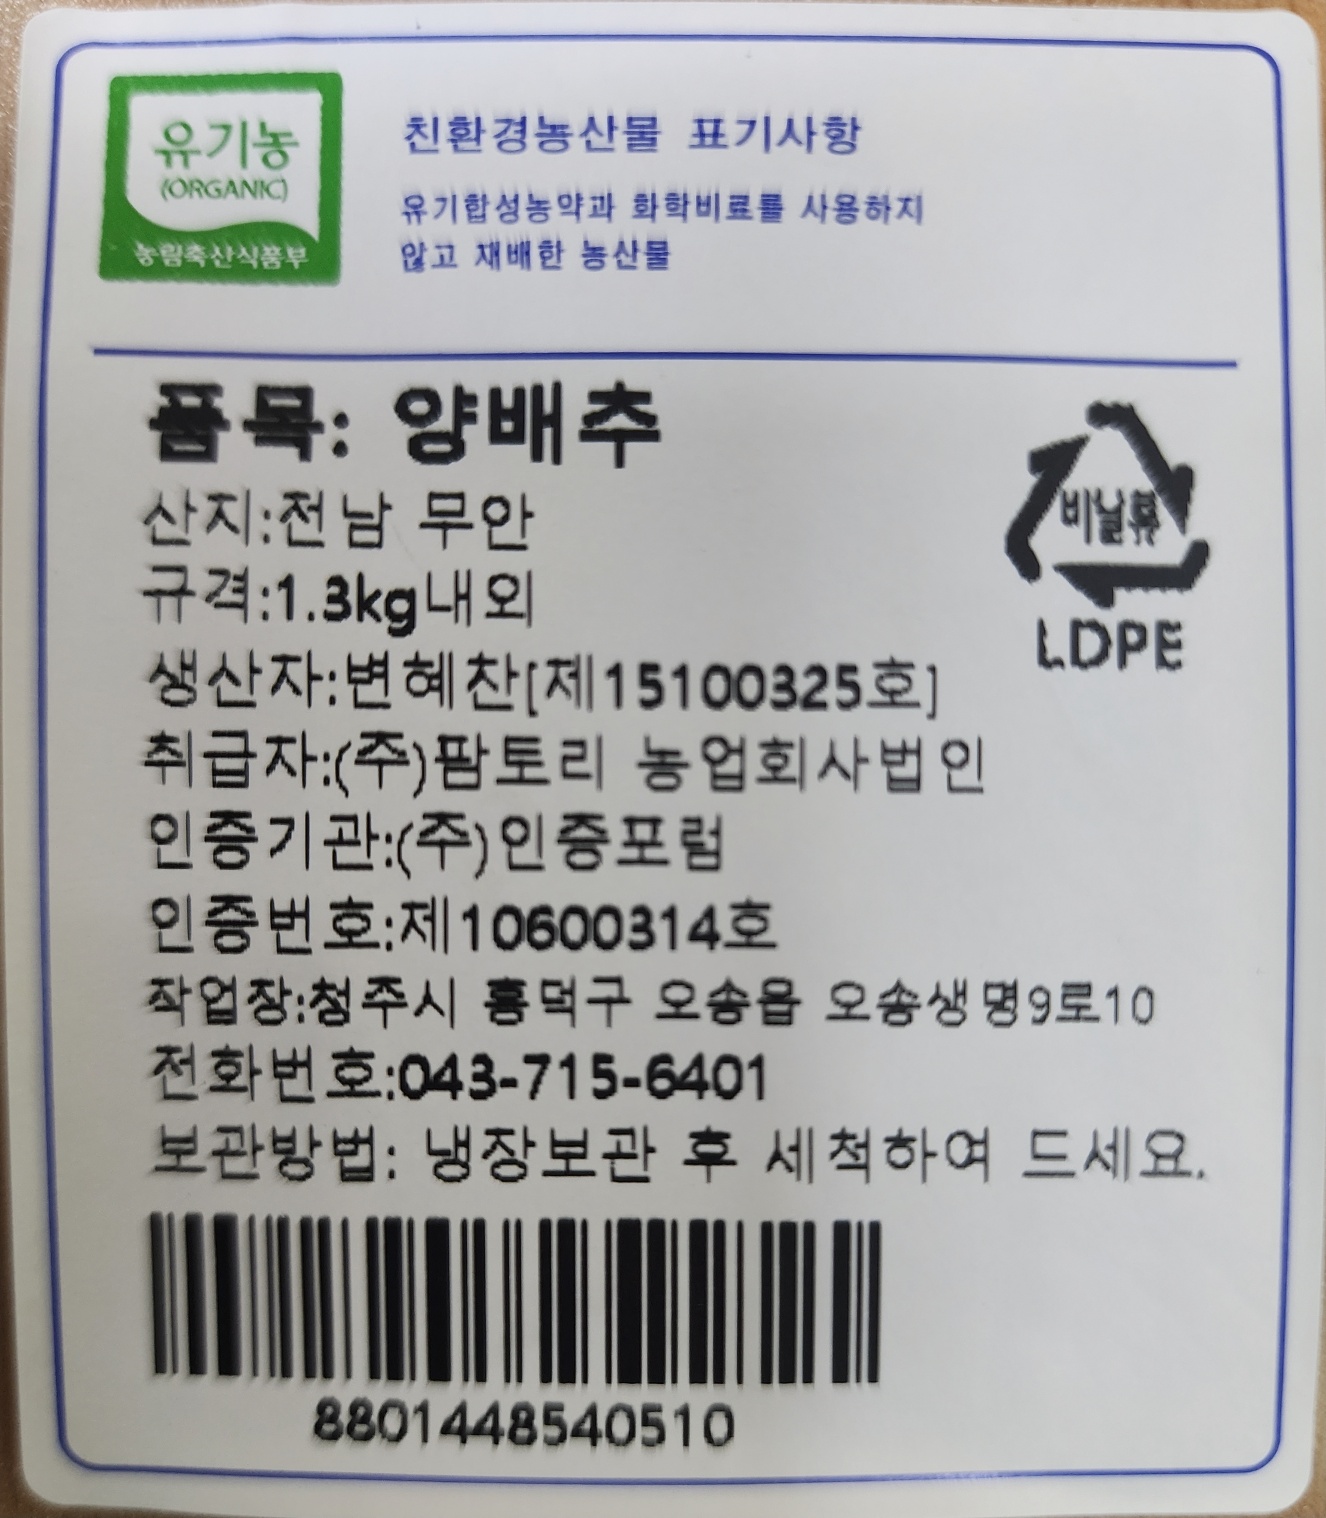 유기농
(ORGANIC)
농림축산식품부
친환경농산물 표기사항
유기합성농약과 화학비료를 사용하지
않고 재배한 농산물
품목: 양배추
산지:전남 무안
규격:1.3kg내외
비닐류
LDPE
생산자:변혜찬[제15100325호]
취급자:(주)팜토리 농업회사법인
인증기관:(주)인증포럼
인증번호:제10600314호
작업장:청주시 흥덕구 오송읍 오송생명9로10
전화번호:043-715-6401
보관방법: 냉장보관 후 세척하여 드세요.
8801448540510